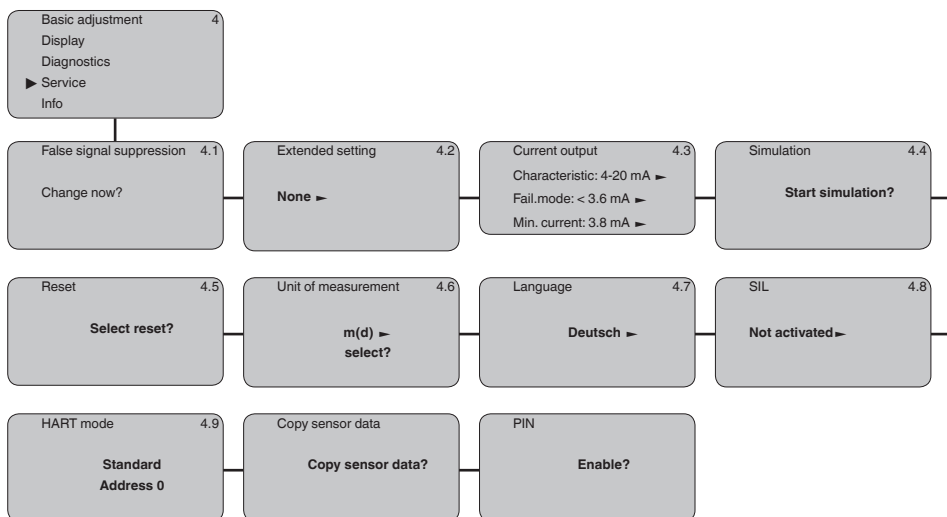 Basic adjustment 4
Display
Diagnostics
► Service
Info
False signal suppression 4.1
Change now?
Extended setting 4.2
None ►
Current output 4.3
Characteristic: 4-20 mA ►
Fail.mode: < 3.6 mA ►
Min. current: 3.8 mA ►
Simulation 4.4
Start simulation?
Reset 4.5
Select reset?
Unit of measurement 4.6
m(d) ►
select?
Language 4.7
Deutsch ►
SIL 4.8
Not activated ►
HART mode 4.9
Standard
Address 0
Copy sensor data
Copy sensor data?
PIN
Enable?